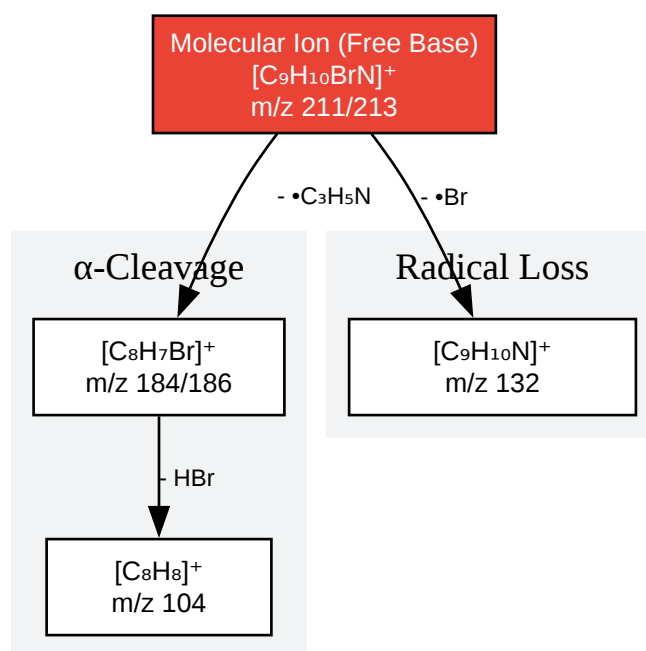 Molecular Ion (Free Base)
[C₉H₁₀BrN]⁺
m/z 211/213
- •C₃H₅N
- •Br
α-Cleavage
Radical Loss
[C₈H₇Br]⁺
m/z 184/186
[C₉H₁₀N]⁺
m/z 132
- HBr
[C₈H₈]⁺
m/z 104